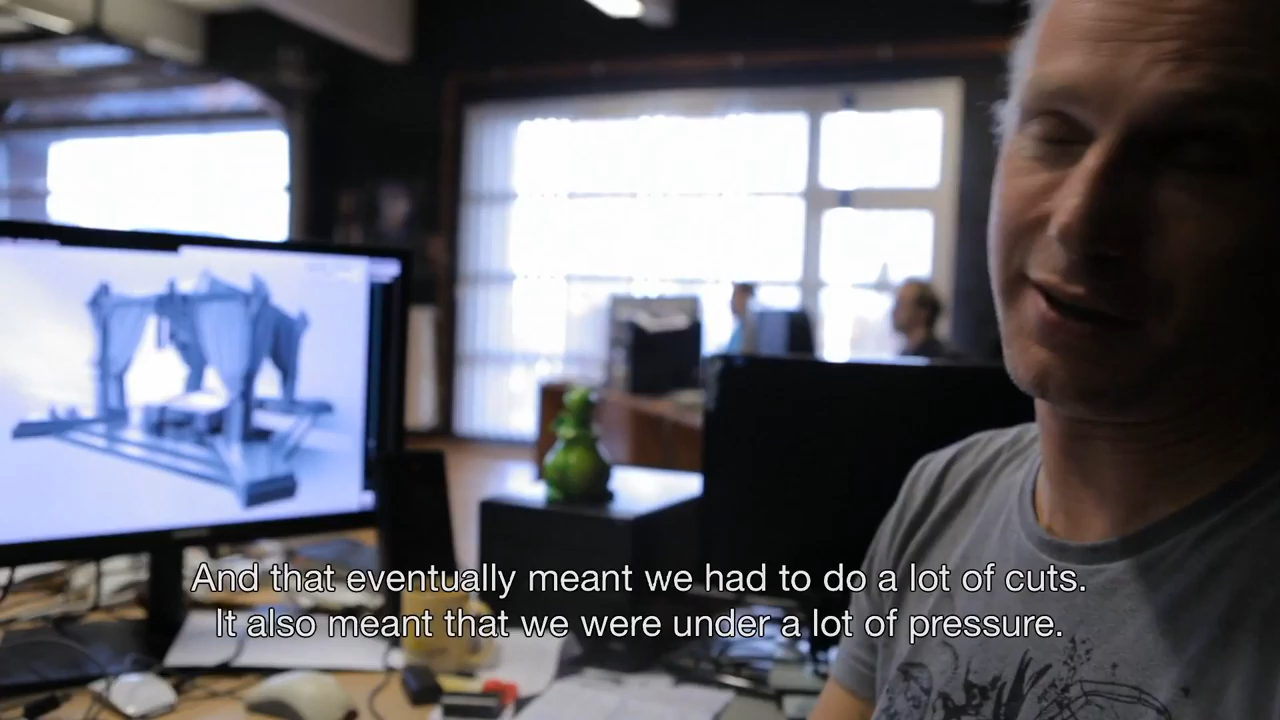 And that eventually meant we had to do a lot of cuts.
It also meant that we were under a lot of pressure.